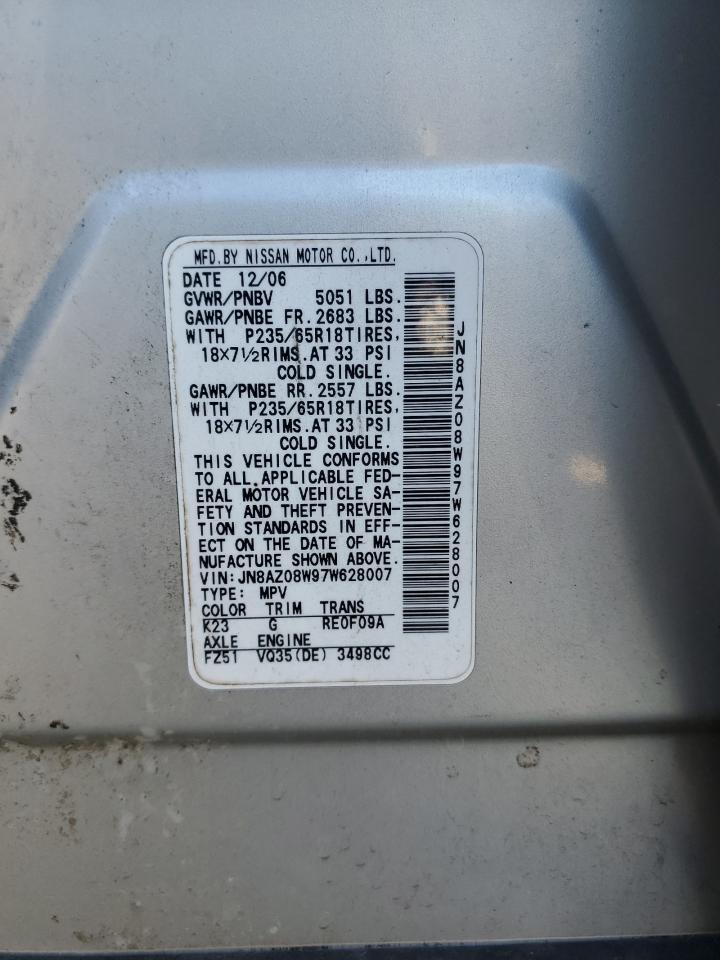 MFD.BY NISSAN MOTOR CO.,LTD.
DATE 12/06
GVWR/PNBV 5051 LBS.
GAWR/PNBE FR.2683 LBS.
WITH P235/65R18TIRES,
18×7½RIMS.AT 33 PSI
COLD SINGLE.
GAWR/PNBE RR.2557 LBS.
WITH P235/65R18TIRES,
18×7½RIMS.AT 33 PSI
COLD SINGLE.
THIS VEHICLE CONFORMS
TO ALL APPLICABLE FED-
ERAL MOTOR VEHICLE SA-
FETY AND THEFT PREVEN-
TION STANDARDS IN EFF-
ECT ON THE DATE OF MA-
NUFACTURE SHOWN ABOVE.
VIN:JN8AZ08W97W628007
TYPE: MPV
COLOR TRIM TRANS
K23 G RE0F09A
AXLE ENGINE
FZ51 VQ35(DE) 3498CC
JN8AZ08W97W628007